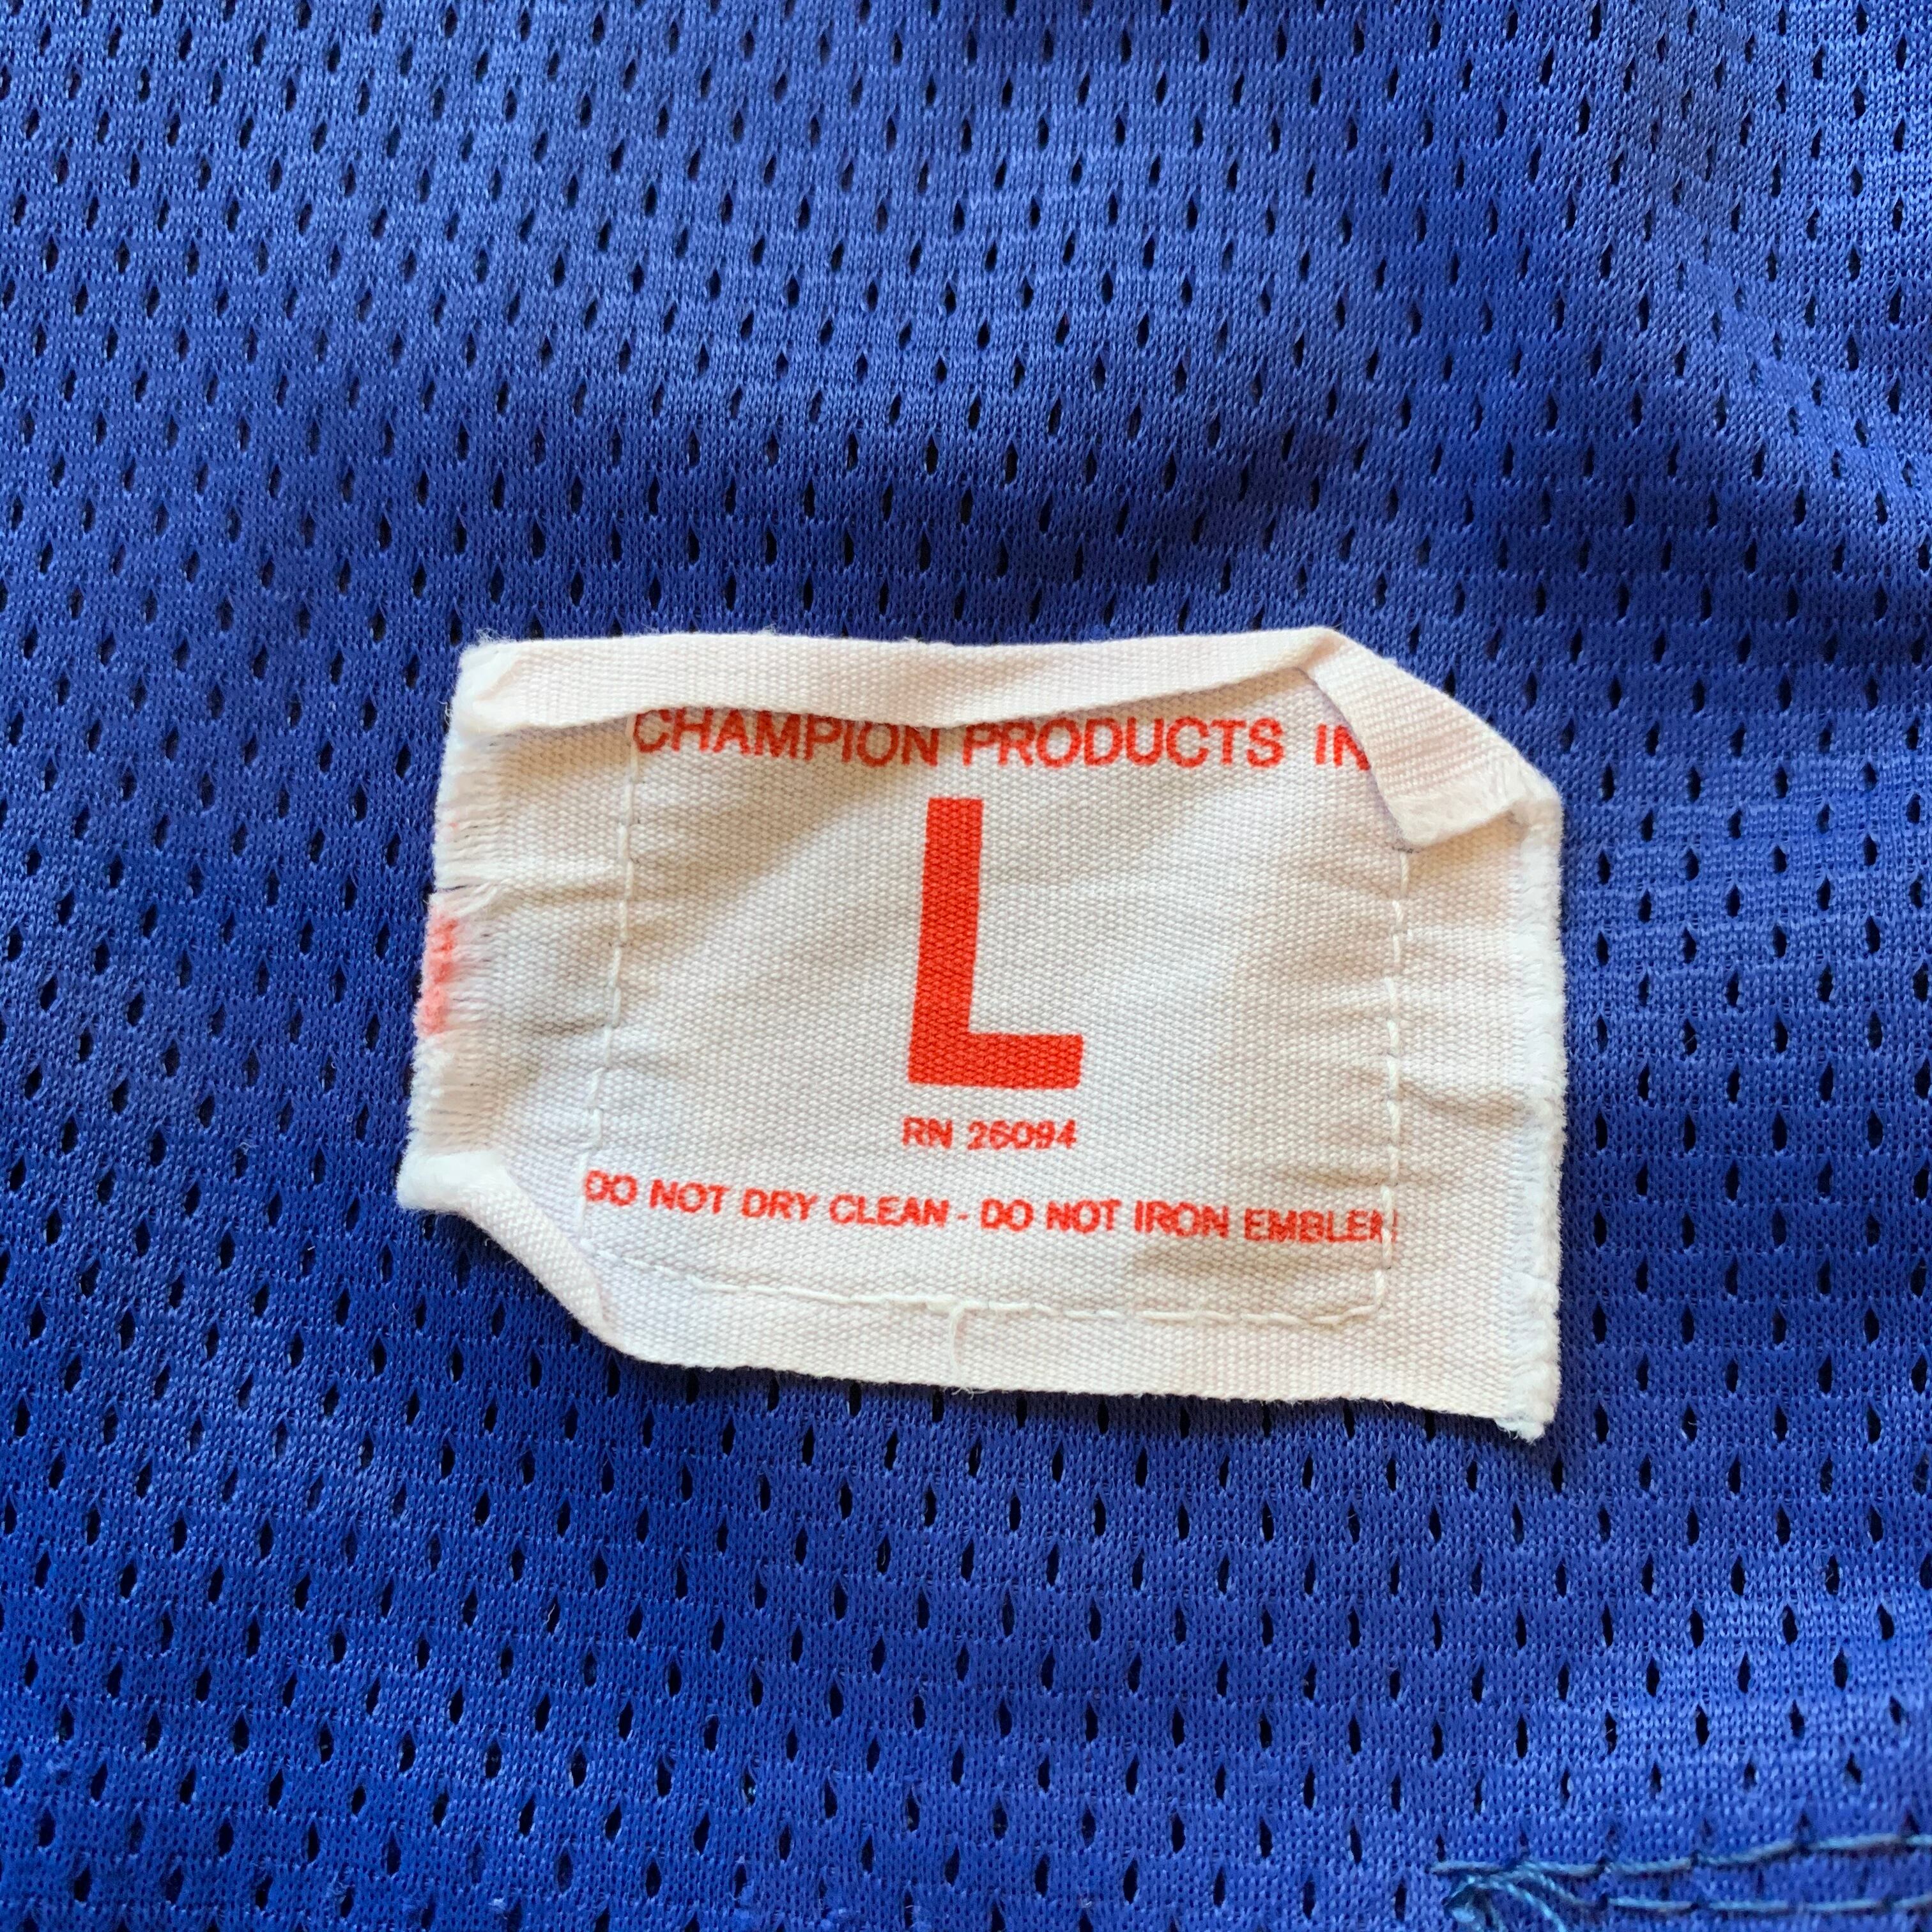 CHAMPION PRODUCTS IN
L
RN 26094
DO NOT DRY CLEAN - DO NOT IRON EMBLEM